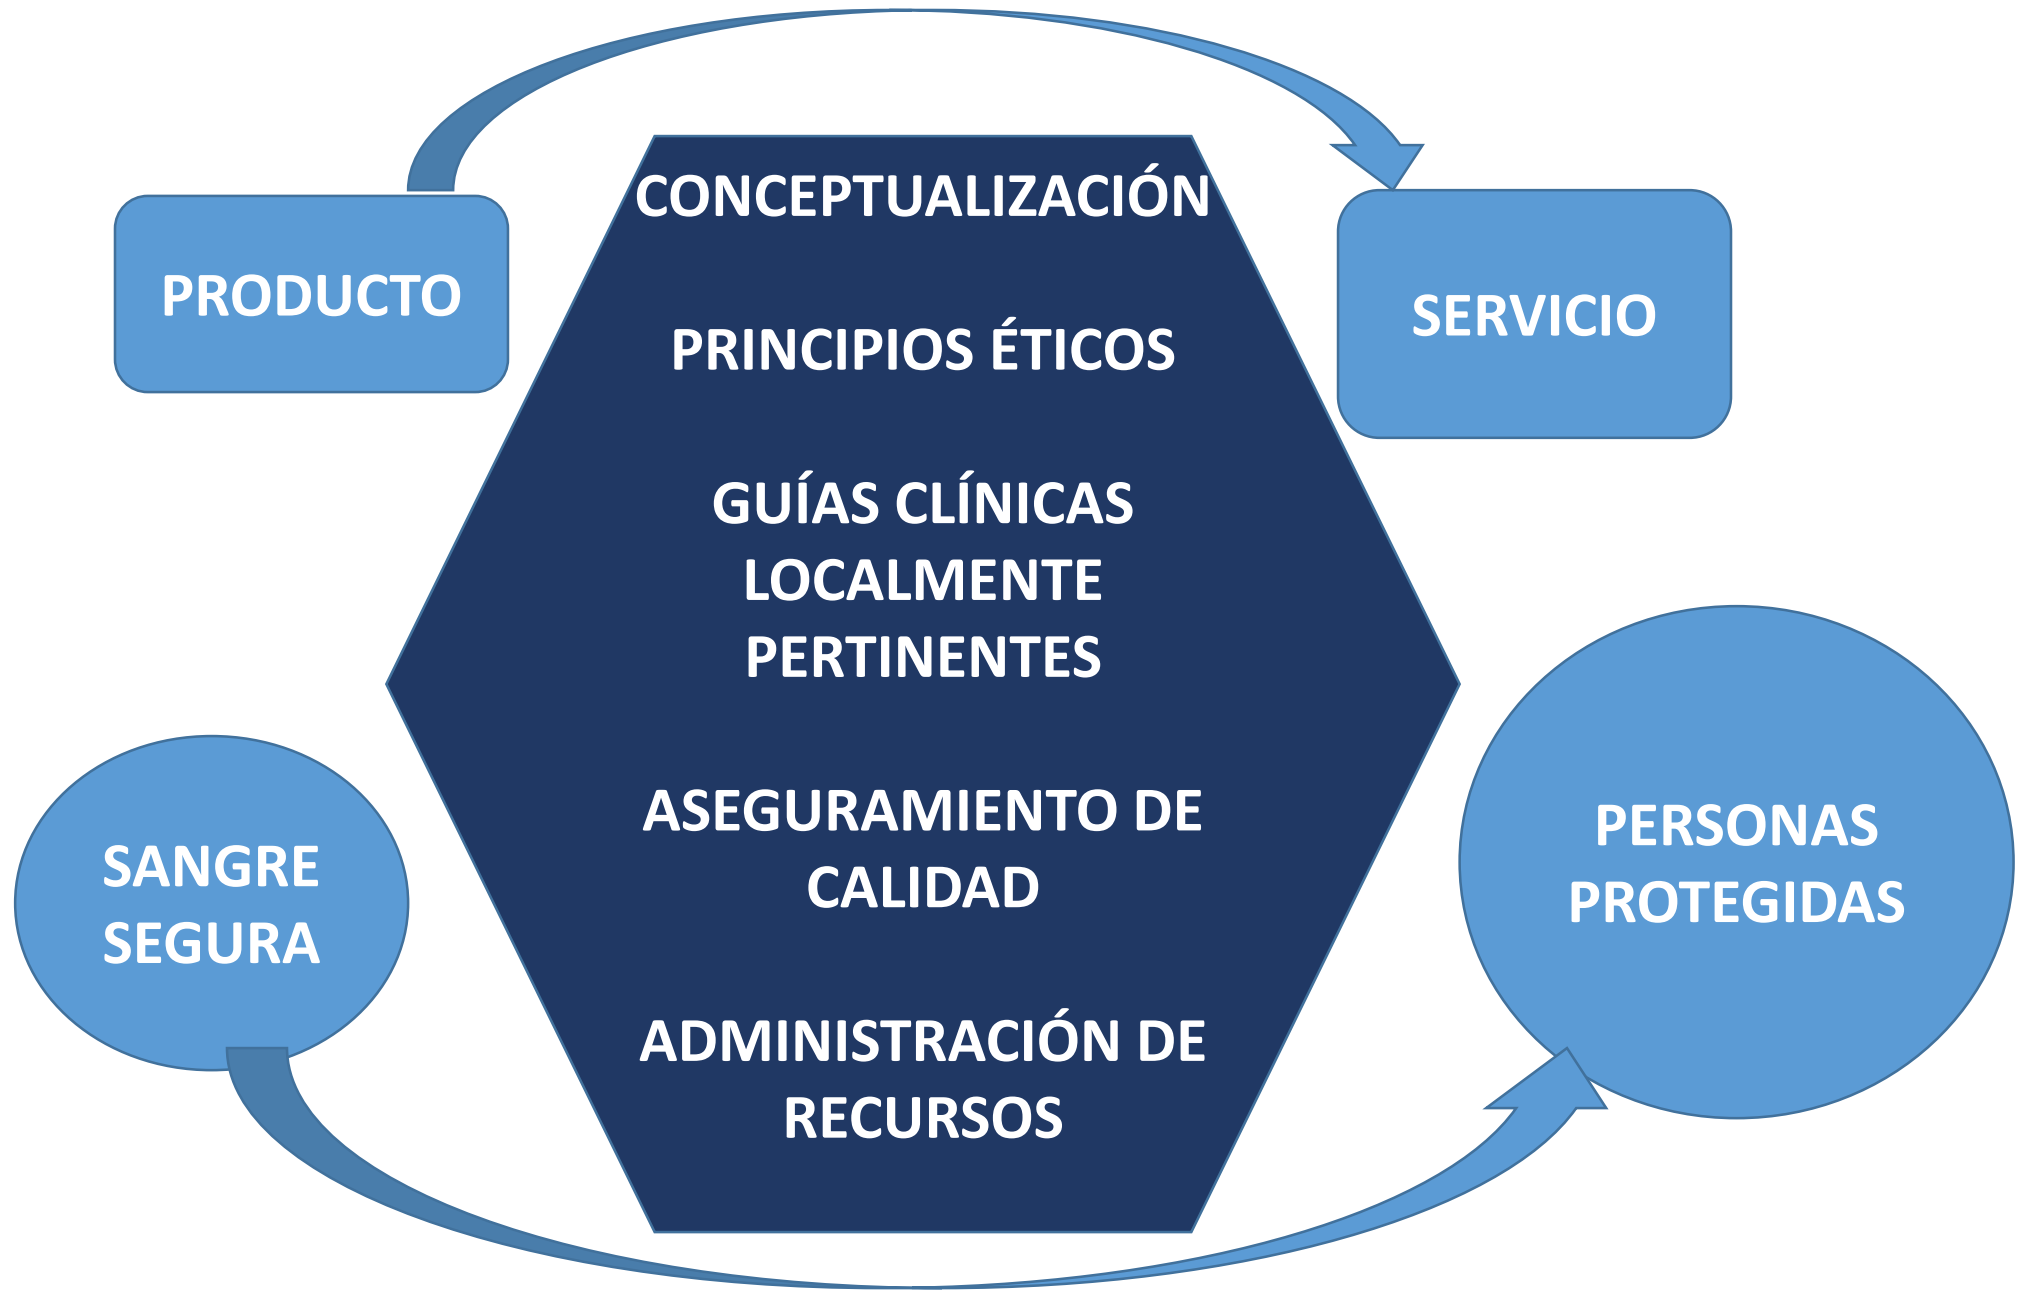 PRODUCTO
CONCEPTUALIZACIÓN
PRINCIPIOS ÉTICOS
GUÍAS CLÍNICAS
LOCALMENTE
PERTINENTES
ASEGURAMIENTO DE
CALIDAD
ADMINISTRACIÓN DE
RECURSOS
SERVICIO
SANGRE
SEGURA
PERSONAS
PROTEGIDAS